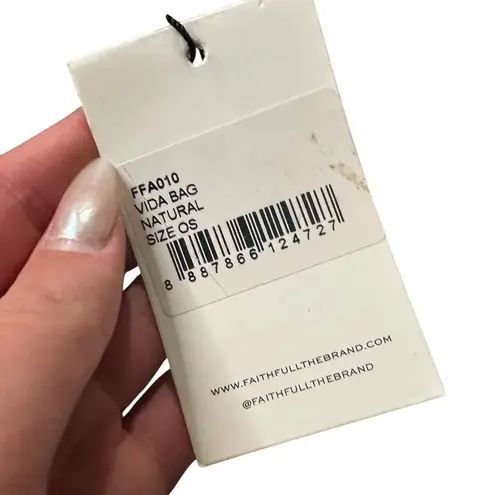 FFA010
VIDA BAG
NATURAL
SIZE OS
8 887866 124727
WWW.FAITHFULLTHEBRAND.COM
@FAITHFULLTHEBRAND